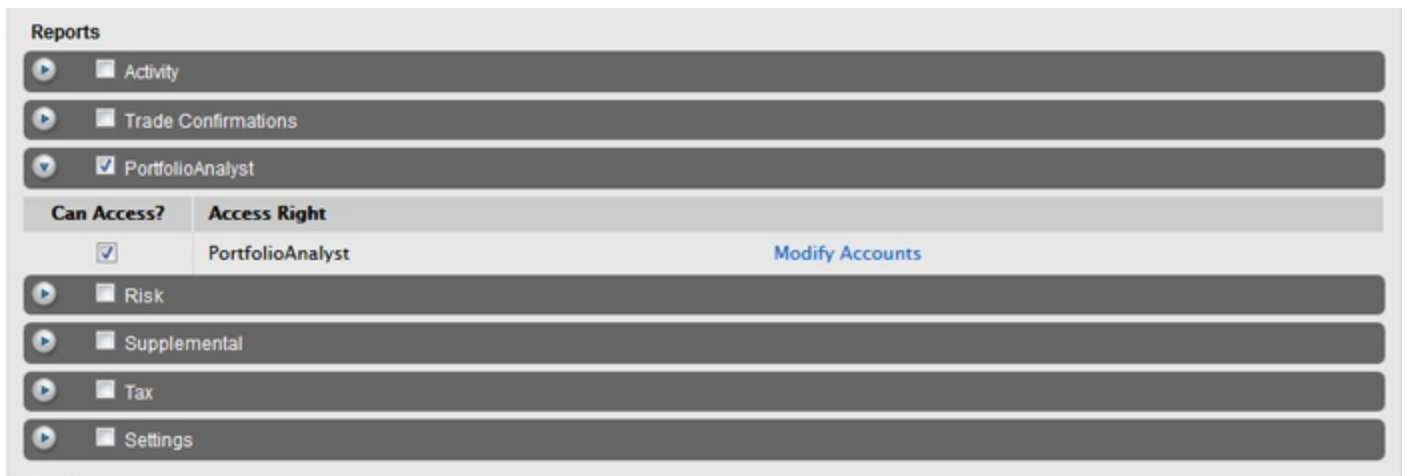 Reports
Activity
Trade Confirmations
PortfolioAnalyst
Can Access? Access Right
PortfolioAnalyst Modify Accounts
Risk
Supplemental
Tax
Settings